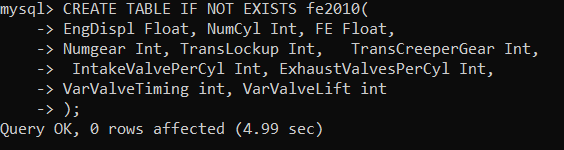 mysql> CREATE TABLE IF NOT EXISTS fe2010(
    -> EngDispl Float, NumCyl Int, FE Float,
    -> Numgear Int, TransLockup Int,   TransCreeperGear Int,
    ->  IntakeValvePerCyl Int, ExhaustValvesPerCyl Int,
    -> VarValveTiming int, VarValveLift int
    -> );
Query OK, 0 rows affected (4.99 sec)